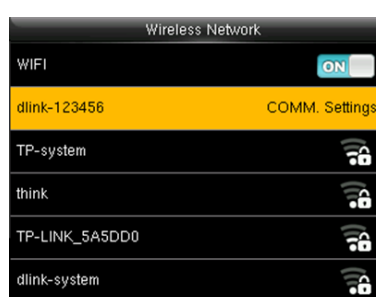 Wireless Network
WIFI ON
dlink-123456 COMM. Settings
TP-system
think
TP-LINK_5A5DD0
dlink-system